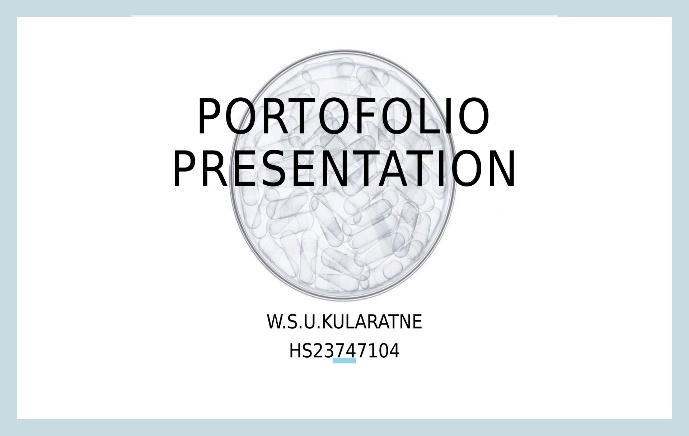 PORTOFOLIO
PRESENTATION
W.S.U.KULARATNE
HS23747104